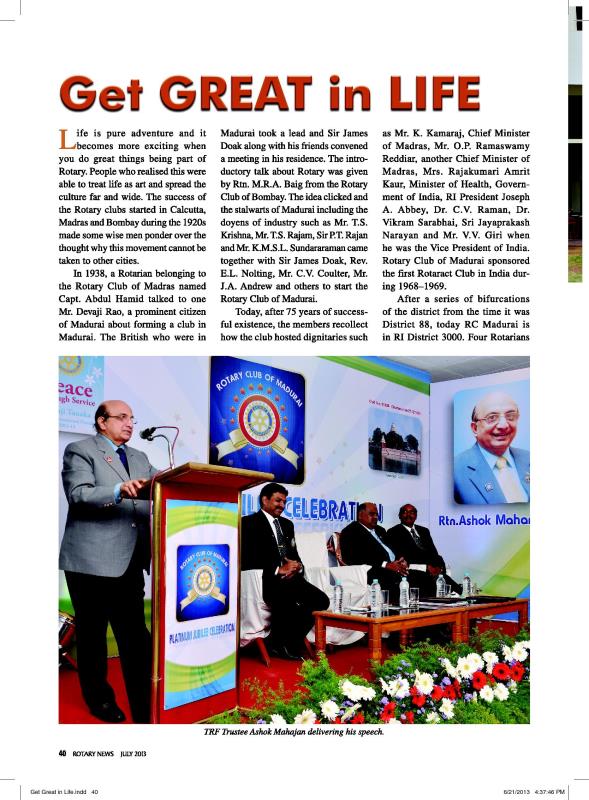 Get GREAT in LIFE
Life is pure adventure and it
becomes more exciting when
you do great things being part of
Rotary. People who realised this were
able to treat life as art and spread the
culture far and wide. The success of
the Rotary clubs started in Calcutta,
Madras and Bombay during the 1920s
made some wise men ponder over the
thought why this movement cannot be
taken to other cities.
In 1938, a Rotarian belonging to
the Rotary Club of Madras named
Capt. Abdul Hamid talked to one
Mr. Devaji Rao, a prominent citizen
of Madurai about forming a club in
Madurai. The British who were in
Madurai took a lead and Sir James
Doak along with his friends convened
a meeting in his residence. The intro-
ductory talk about Rotary was given
by Rtn. M.R.A. Baig from the Rotary
Club of Bombay. The idea clicked and
the stalwarts of Madurai including the
doyens of industry such as Mr. T.S.
Krishna, Mr. T.S. Rajam, Sir P.T. Rajan
and Mr. K.M.S.L. Sundararaman came
together with Sir James Doak, Rev.
E.L. Nolting, Mr. C.V. Coulter, Mr.
J.A. Andrew and others to start the
Rotary Club of Madurai.
Today, after 75 years of success-
ful existence, the members recollect
how the club hosted dignitaries such
as Mr. K. Kamaraj, Chief Minister
of Madras, Mr. O.P. Ramaswamy
Reddiar, another Chief Minister of
Madras, Mrs. Rajakumari Amrit
Kaur, Minister of Health, Govern-
ment of India, RI President Joseph
A. Abbey, Dr. C.V. Raman, Dr.
Vikram Sarabhai, Sri Jayaprakash
Narayan and Mr. V.V. Giri when
he was the Vice President of India.
Rotary Club of Madurai sponsored
the first Rotaract Club in India dur-
ing 1968–1969.
After a series of bifurcations
of the district from the time it was
District 88, today RC Madurai is
in RI District 3000. Four Rotarians
eace
ugh Service
ji Tanaka
ROTARY CLUB OF MADURAI
CELEBRATION
Rtn.Ashok Mahar
ROTARY CLUB OF MADURAI
PLATINUM JUBILEE CELEBRATION
TRF Trustee Ashok Mahajan delivering his speech.
40 ROTARY NEWS JULY 2013
Get Great in Life.indd 40
6/21/2013 4:37:46 PM